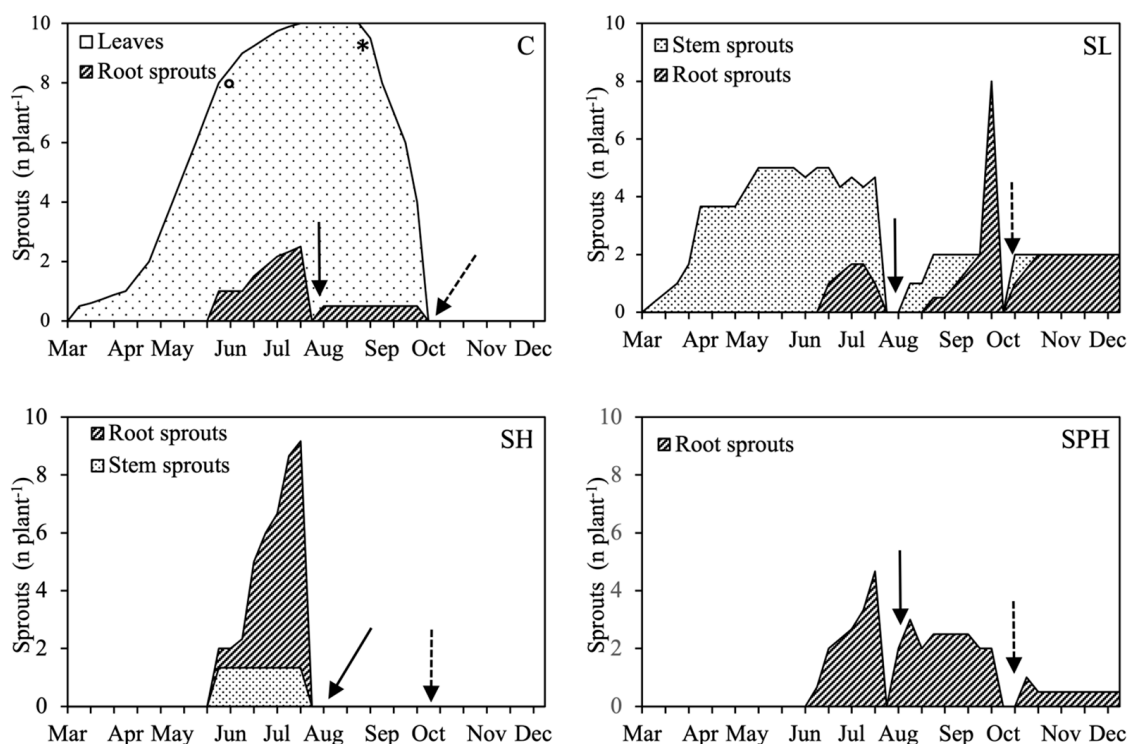 10
8
6
4
2
0
Sprouts (n plant-1)
Leaves
Root sprouts
C
o
*
Mar Apr May Jun Jul Aug Sep Oct Nov Dec
10
8
6
4
2
0
Sprouts (n plant-1)
Stem sprouts
Root sprouts
SL
Mar Apr May Jun Jul Aug Sep Oct Nov Dec
10
8
6
4
2
0
Sprouts (n plant-1)
Root sprouts
Stem sprouts
SH
Mar Apr May Jun Jul Aug Sep Oct Nov Dec
10
8
6
4
2
0
Sprouts (n plant-1)
Root sprouts
SPH
Mar Apr May Jun Jul Aug Sep Oct Nov Dec